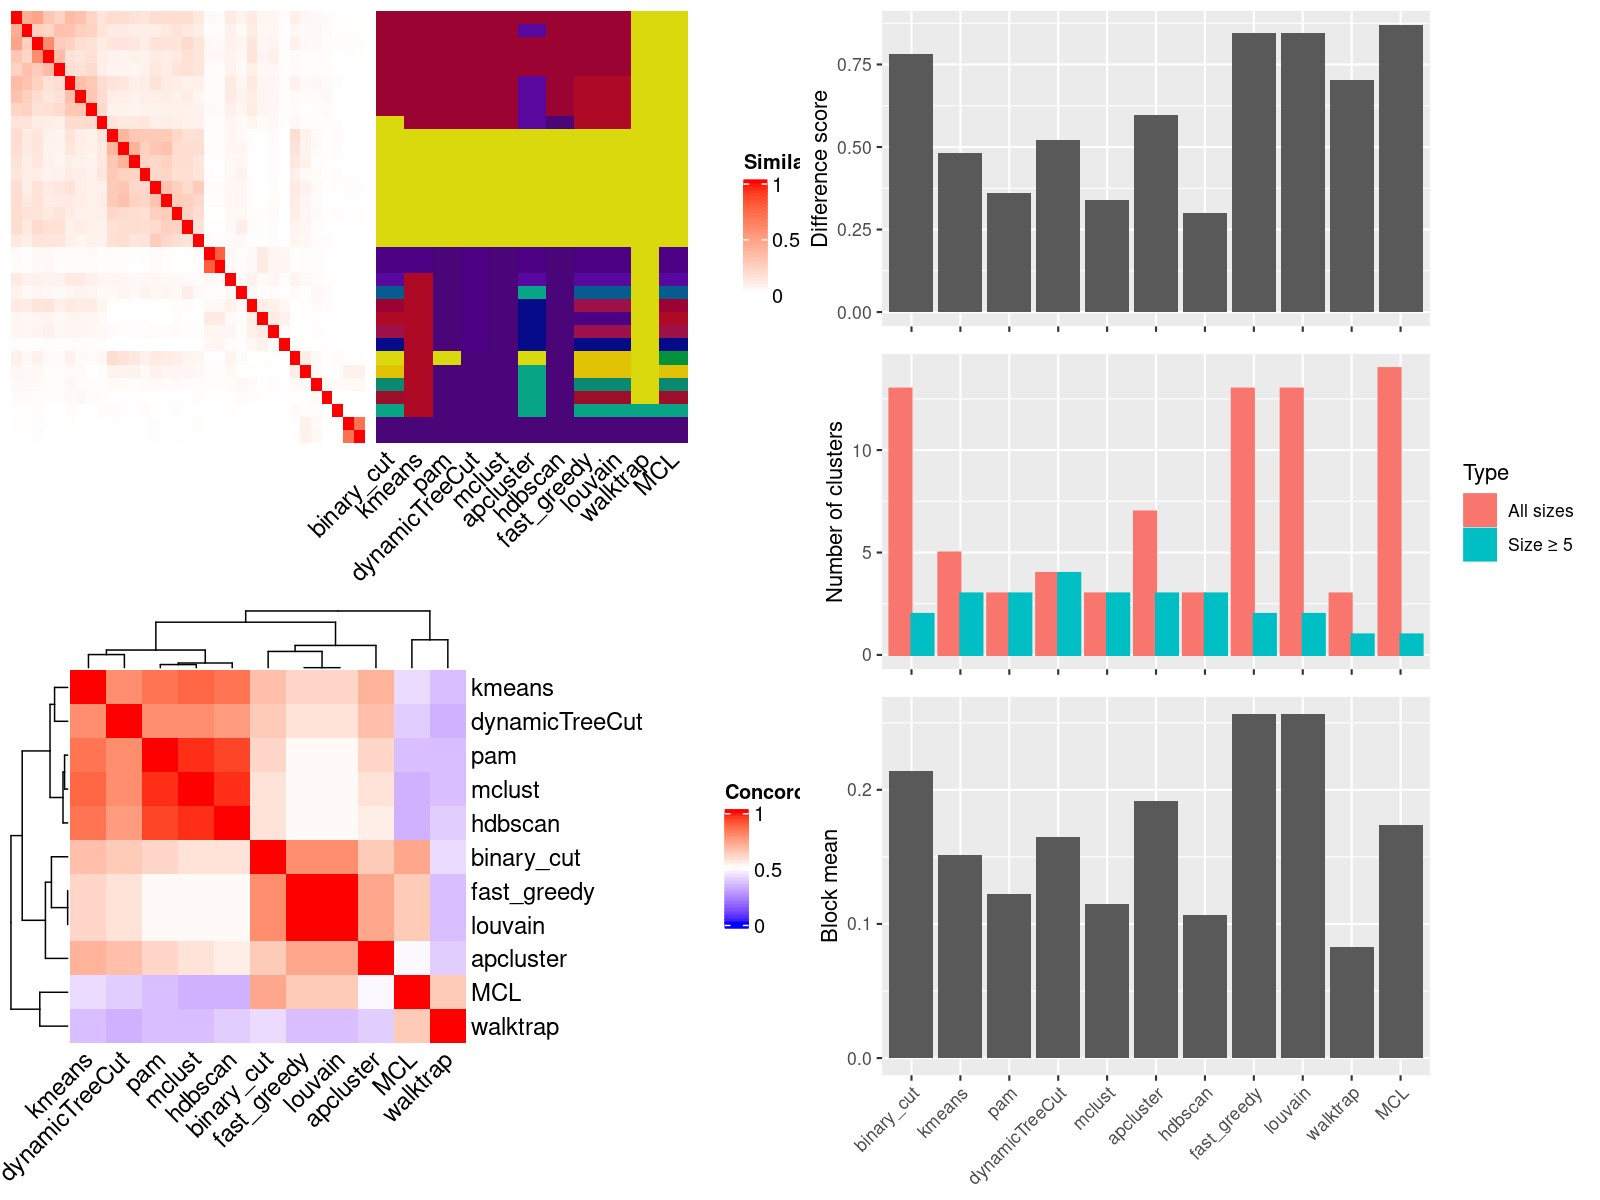 Simila
1
0.5
0
binary_cut
kmeans
pam
dynamicTreeCut
mclust
apcluster
hdbscan
fast_greedy
louvain
walktrap
MCL
kmeans
dynamicTreeCut
pam
mclust
hdbscan
binary_cut
fast_greedy
louvain
apcluster
MCL
walktrap
kmeans
dynamicTreeCut
pam
mclust
hdbscan
binary_cut
fast_greedy
louvain
apcluster
MCL
walktrap
Concord
1
0.5
0
Difference score
0.75
0.50
0.25
0.00
Number of clusters
10
5
0
Type
All sizes
Size ≥ 5
Block mean
0.2
0.1
0.0
binary_cut
kmeans
pam
dynamicTreeCut
mclust
apcluster
hdbscan
fast_greedy
louvain
walktrap
MCL